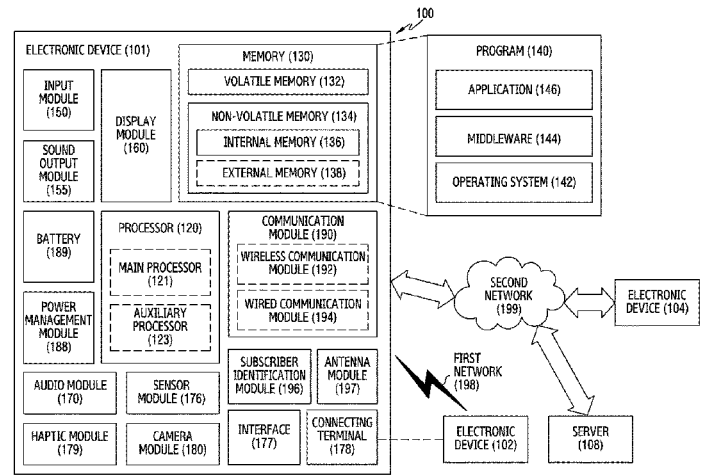 100
ELECTRONIC DEVICE (101)
INPUT
MODULE
(150)
DISPLAY
MODULE
(160)
SOUND
OUTPUT
MODULE
(155)
MEMORY (130)
VOLATILE MEMORY (132)
NON-VOLATILE MEMORY (134)
INTERNAL MEMORY (136)
EXTERNAL MEMORY (138)
PROGRAM (140)
APPLICATION (146)
MIDDLEWARE (144)
OPERATING SYSTEM (142)
BATTERY
(189)
POWER
MANAGEMENT
MODULE
(188)
PROCESSOR (120)
MAIN PROCESSOR
(121)
AUXILIARY
PROCESSOR
(123)
COMMUNICATION
MODULE (190)
WIRELESS COMMUNICATION
MODULE (192)
WIRED COMMUNICATION
MODULE (194)
SECOND
NETWORK
(199)
ELECTRONIC
DEVICE (104)
AUDIO MODULE
(170)
SENSOR
MODULE (176)
SUBSCRIBER
IDENTIFICATION
MODULE (196)
ANTENNA
MODULE
(197)
FIRST
NETWORK
(198)
HAPTIC MODULE
(179)
CAMERA
MODULE (180)
INTERFACE
(177)
CONNECTING
TERMINAL
(178)
ELECTRONIC
DEVICE (102)
SERVER
(108)